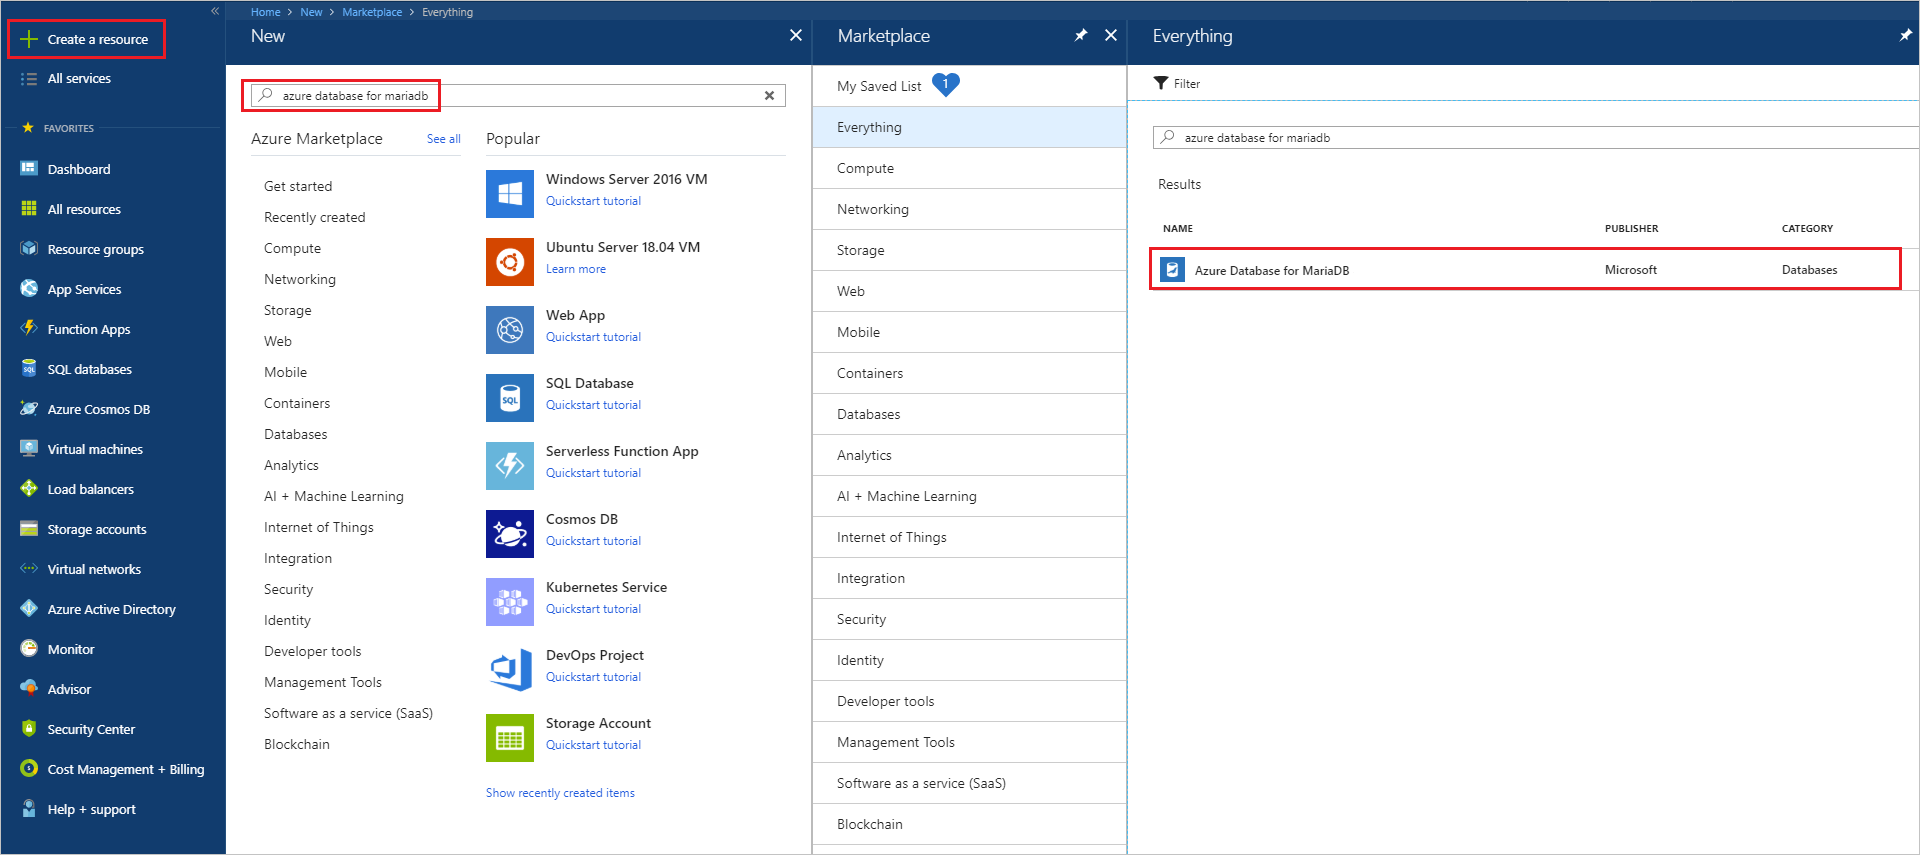 Create a resource
All services
FAVORITES
Dashboard
All resources
Resource groups
App Services
Function Apps
SQL databases
Azure Cosmos DB
Virtual machines
Load balancers
Storage accounts
Virtual networks
Azure Active Directory
Monitor
Advisor
Security Center
Cost Management + Billing
Help + support
Home > New > Marketplace > Everything
New
azure database for mariadb
Azure Marketplace See all
Get started
Recently created
Compute
Networking
Storage
Web
Mobile
Containers
Databases
Analytics
AI + Machine Learning
Internet of Things
Integration
Security
Identity
Developer tools
Management Tools
Software as a service (SaaS)
Blockchain
Popular
Windows Server 2016 VM
Quickstart tutorial
Ubuntu Server 18.04 VM
Learn more
Web App
Quickstart tutorial
SQL
SQL Database
Quickstart tutorial
Serverless Function App
Quickstart tutorial
Cosmos DB
Quickstart tutorial
Kubernetes Service
Quickstart tutorial
DevOps Project
Quickstart tutorial
Storage Account
Quickstart tutorial
Show recently created items
Marketplace
My Saved List 1
Everything
Compute
Networking
Storage
Web
Mobile
Containers
Databases
Analytics
AI + Machine Learning
Internet of Things
Integration
Security
Identity
Developer tools
Management Tools
Software as a service (SaaS)
Blockchain
Everything
Filter
azure database for mariadb
Results
NAME PUBLISHER CATEGORY
Azure Database for MariaDB Microsoft Databases